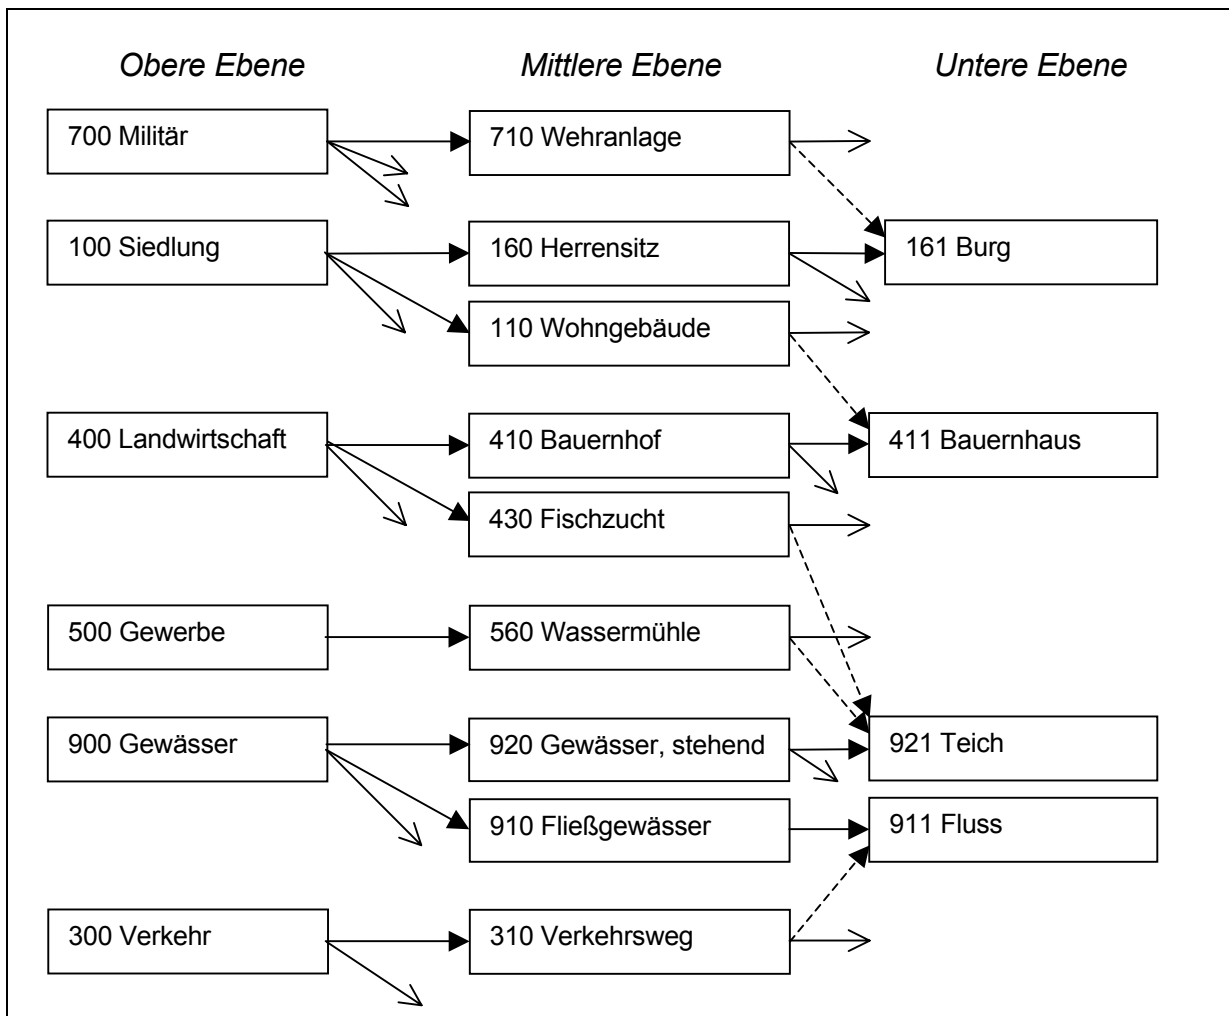 Obere Ebene Mittlere Ebene Untere Ebene
700 Militär 710 Wehranlage
100 Siedlung 160 Herrensitz 161 Burg
110 Wohngebäude
400 Landwirtschaft 410 Bauernhof 411 Bauernhaus
430 Fischzucht
500 Gewerbe 560 Wassermühle
900 Gewässer 920 Gewässer, stehend 921 Teich
910 Fließgewässer 911 Fluss
300 Verkehr 310 Verkehrsweg